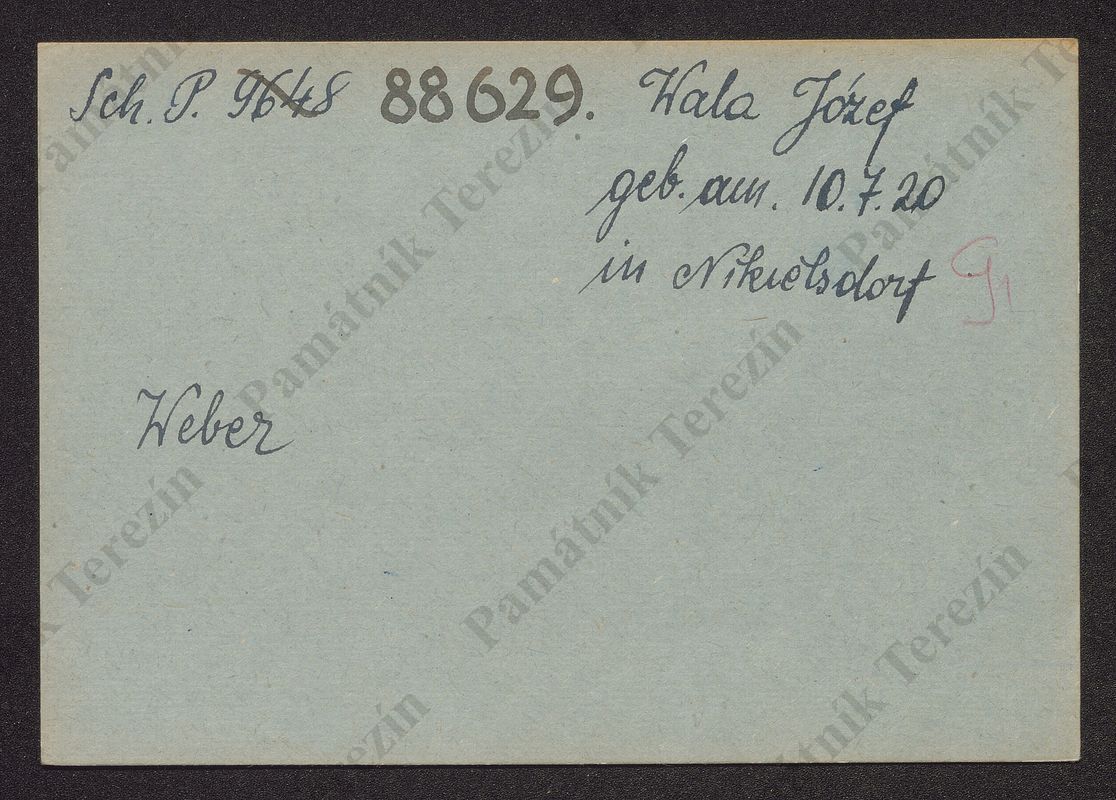 Sch. P. 9648 88629. Wala Józef
geb. am. 10.7.20
in Nikielsdorf
Weber
Památník Terezín